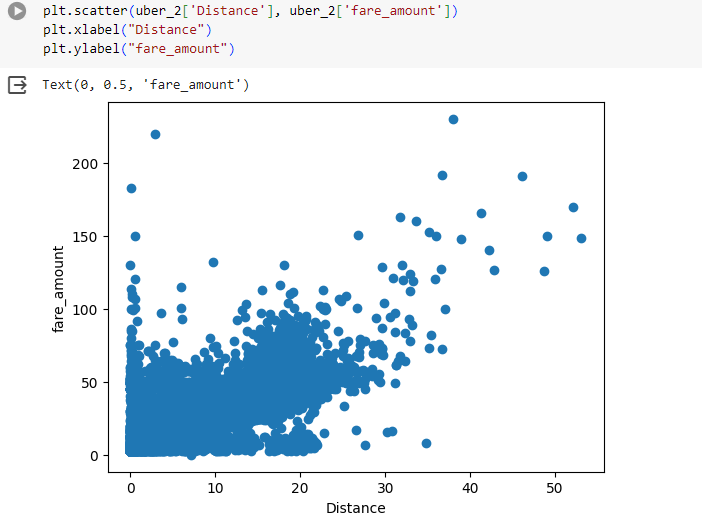 plt.scatter(uber_2['Distance'], uber_2['fare_amount'])
plt.xlabel("Distance")
plt.ylabel("fare_amount")
Text(0, 0.5, 'fare_amount')
fare_amount
200
150
100
50
0
0 10 20 30 40 50
Distance